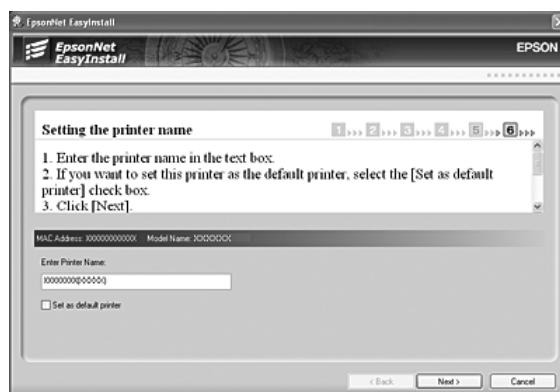 EpsonNet EasyInstall
EpsonNet
EasyInstall
EPSON
Setting the printer name
1 2 3 4 5 6
1. Enter the printer name in the text box.
2. If you want to set this printer as the default printer, select the [Set as default
printer] check box.
3. Click [Next].
MAC Address: XXXXXXXXXXXX Model Name: XXXXXXX
Enter Printer Name:
XXXXXXXX(XXXXXX)
Set as default printer
< Back Next > Cancel